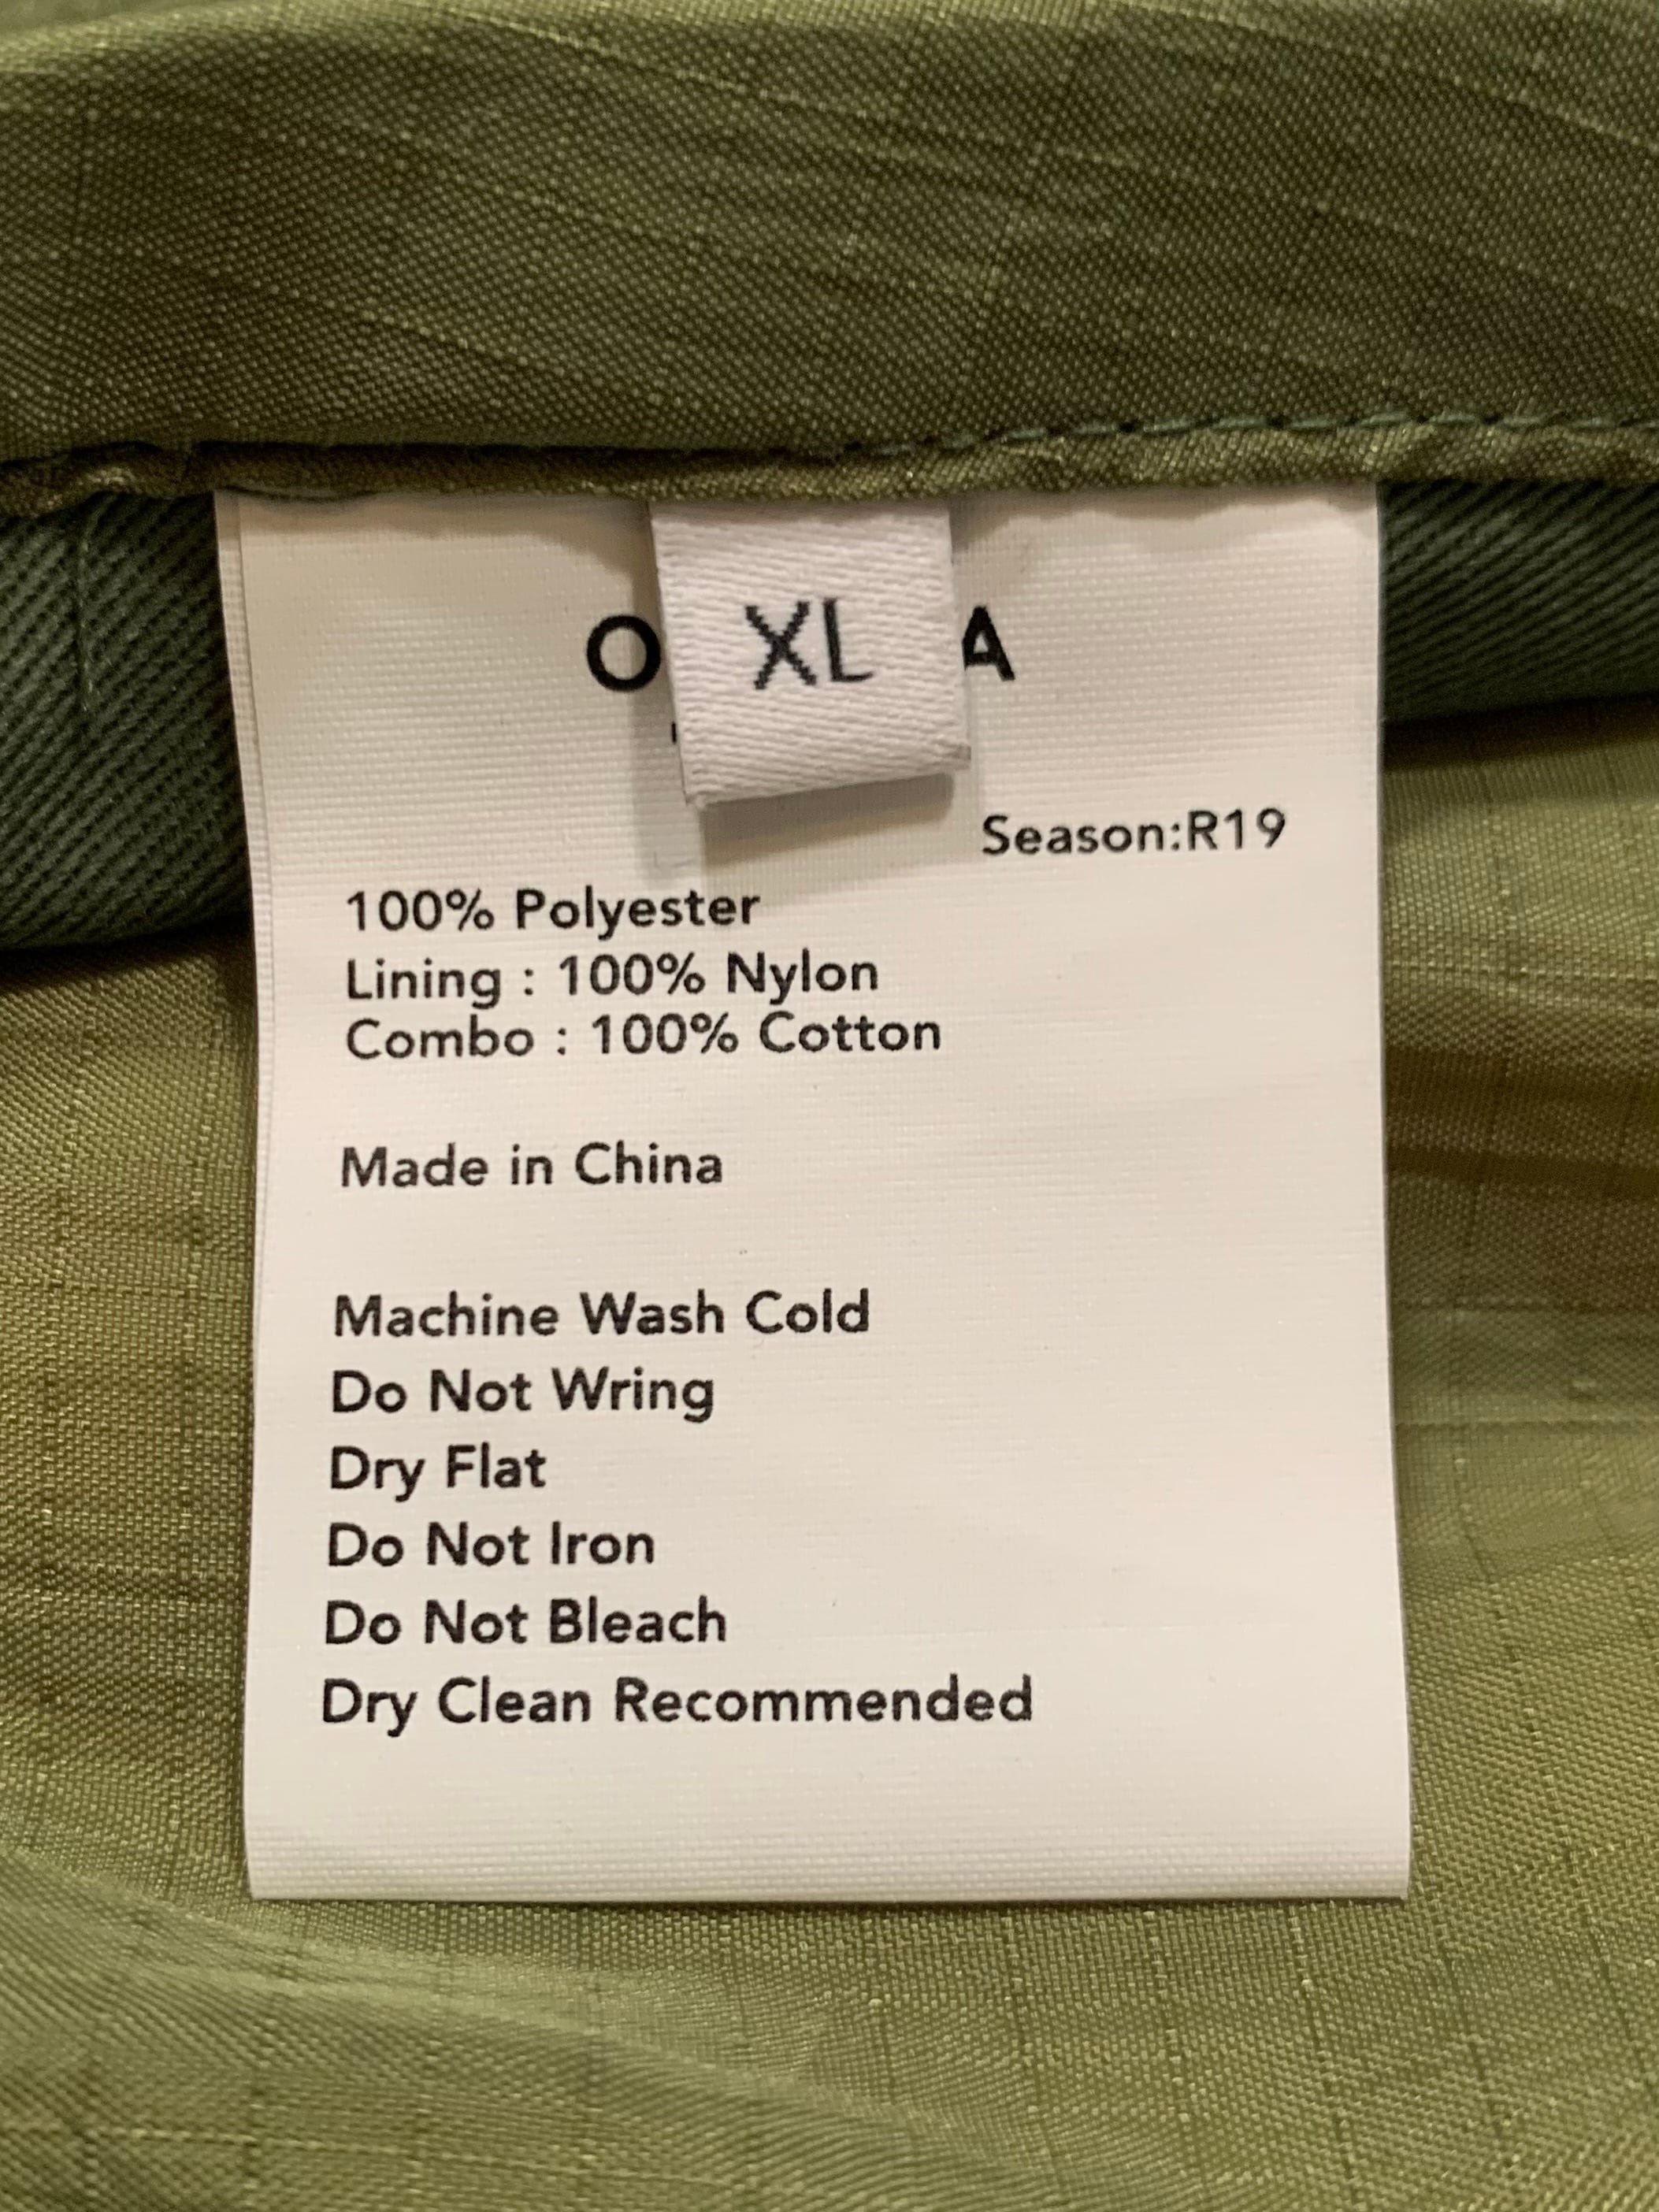 XL
Season:R19
100% Polyester
Lining : 100% Nylon
Combo : 100% Cotton
Made in China
Machine Wash Cold
Do Not Wring
Dry Flat
Do Not Iron
Do Not Bleach
Dry Clean Recommended